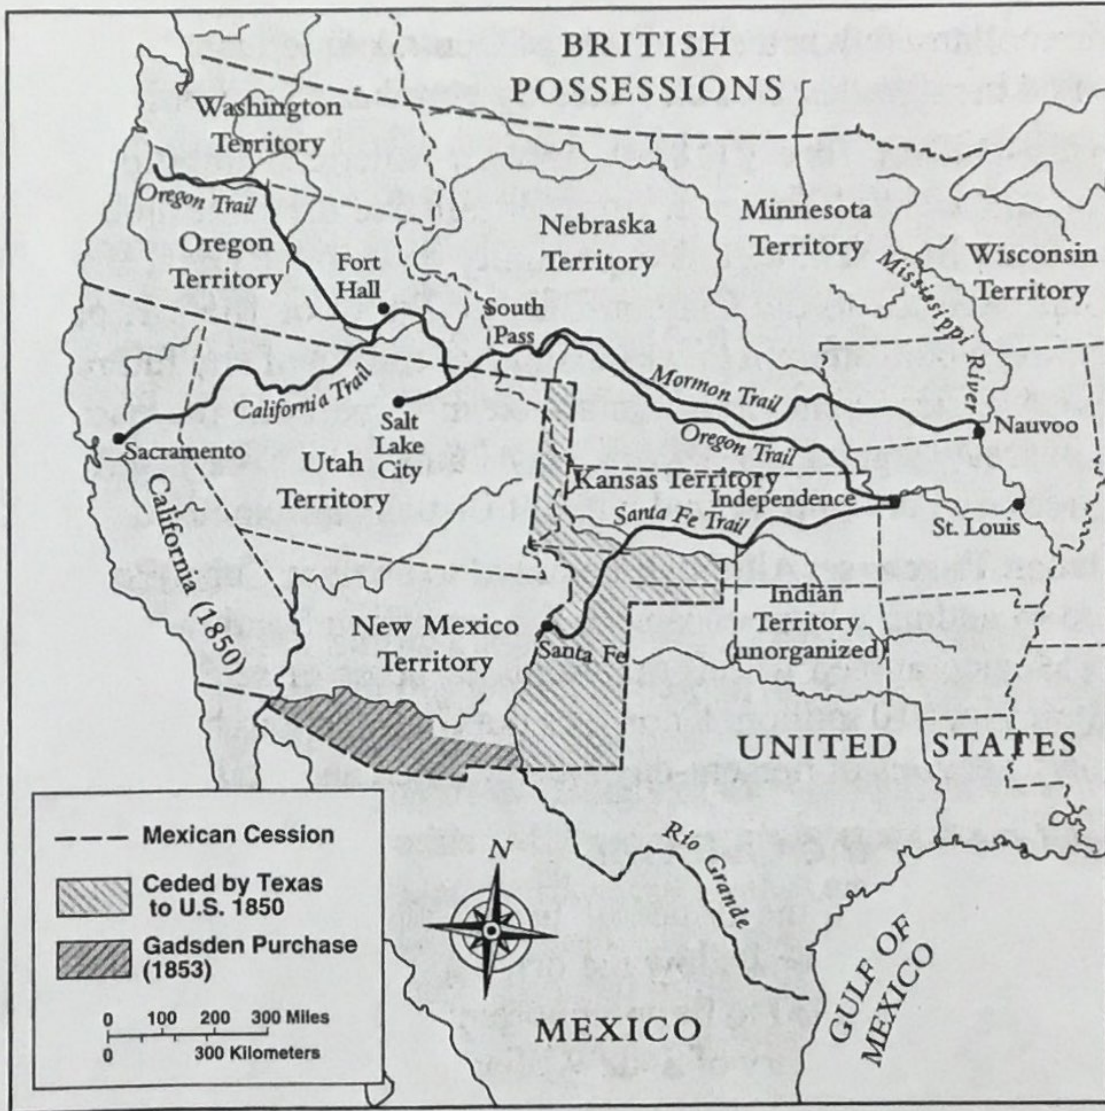 BRITISH
POSSESSIONS
Washington
Territory
Oregon Trail
Oregon
Territory
Fort
Hall
Nebraska
Territory
Minnesota
Territory
Wisconsin
Territory
Mississippi River
South
Pass
Mormon Trail
California Trail
Salt
Lake
City
Nauvoo
Oregon Trail
Sacramento
Utah
Territory
Kansas Territory
Independence
Santa Fe Trail
St. Louis
California (1850)
Indian
Territory
(unorganized)
New Mexico
Territory
Santa Fe
UNITED STATES
Mexican Cession
Ceded by Texas
to U.S. 1850
Gadsden Purchase
(1853)
0 100 200 300 Miles
0 300 Kilometers
N
Rio Grande
MEXICO
GULF OF
MEXICO